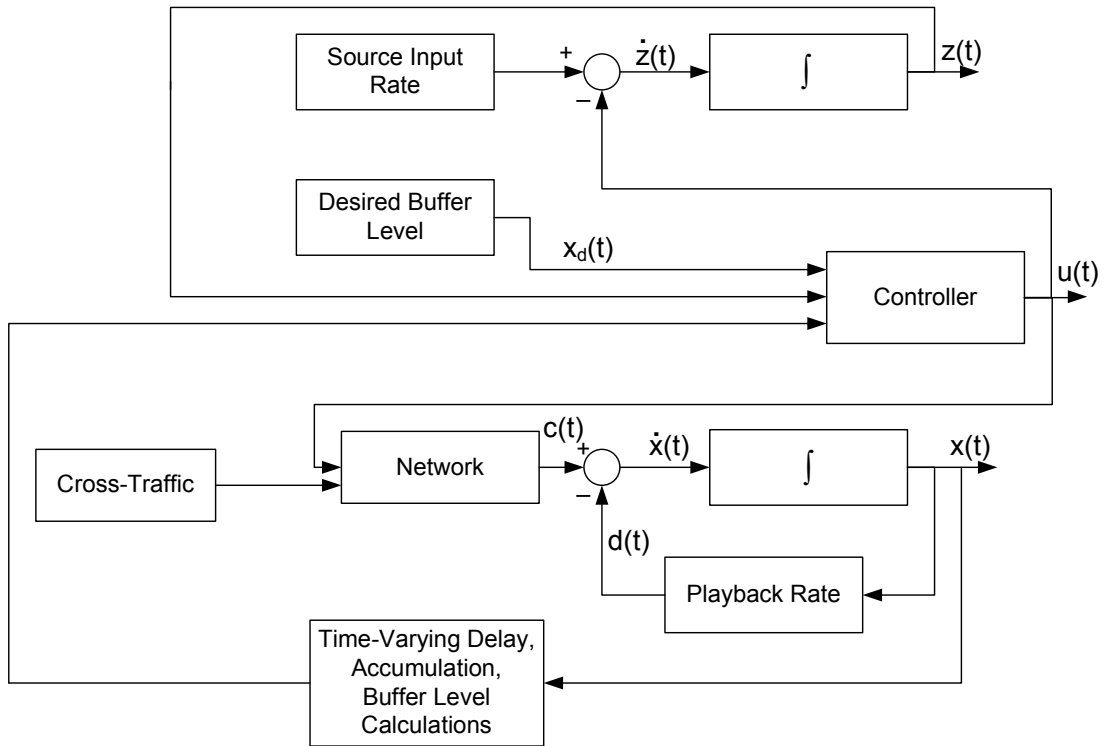 Source Input
Rate
+
−
ż(t)
∫
z(t)
Desired Buffer
Level
x_d(t)
Controller
u(t)
Cross-Traffic
Network
c(t)
+
−
ẋ(t)
∫
x(t)
d(t)
Playback Rate
Time-Varying Delay,
Accumulation,
Buffer Level
Calculations